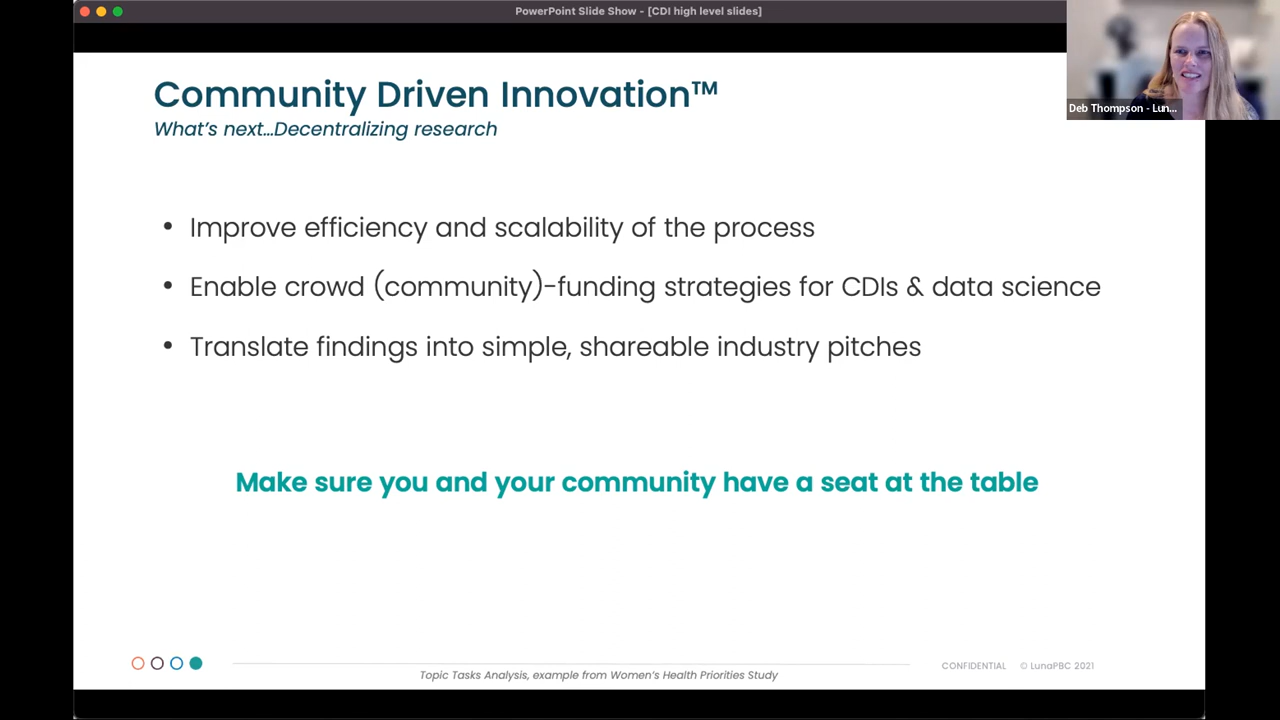 PowerPoint Slide Show - [CDI high level slides]
Deb Thompson - Lun...
Community Driven Innovation™
What's next...Decentralizing research
• Improve efficiency and scalability of the process
• Enable crowd (community)-funding strategies for CDIs & data science
• Translate findings into simple, shareable industry pitches
Make sure you and your community have a seat at the table
CONFIDENTIAL © LunaPBC 2021
Topic Tasks Analysis, example from Women's Health Priorities Study